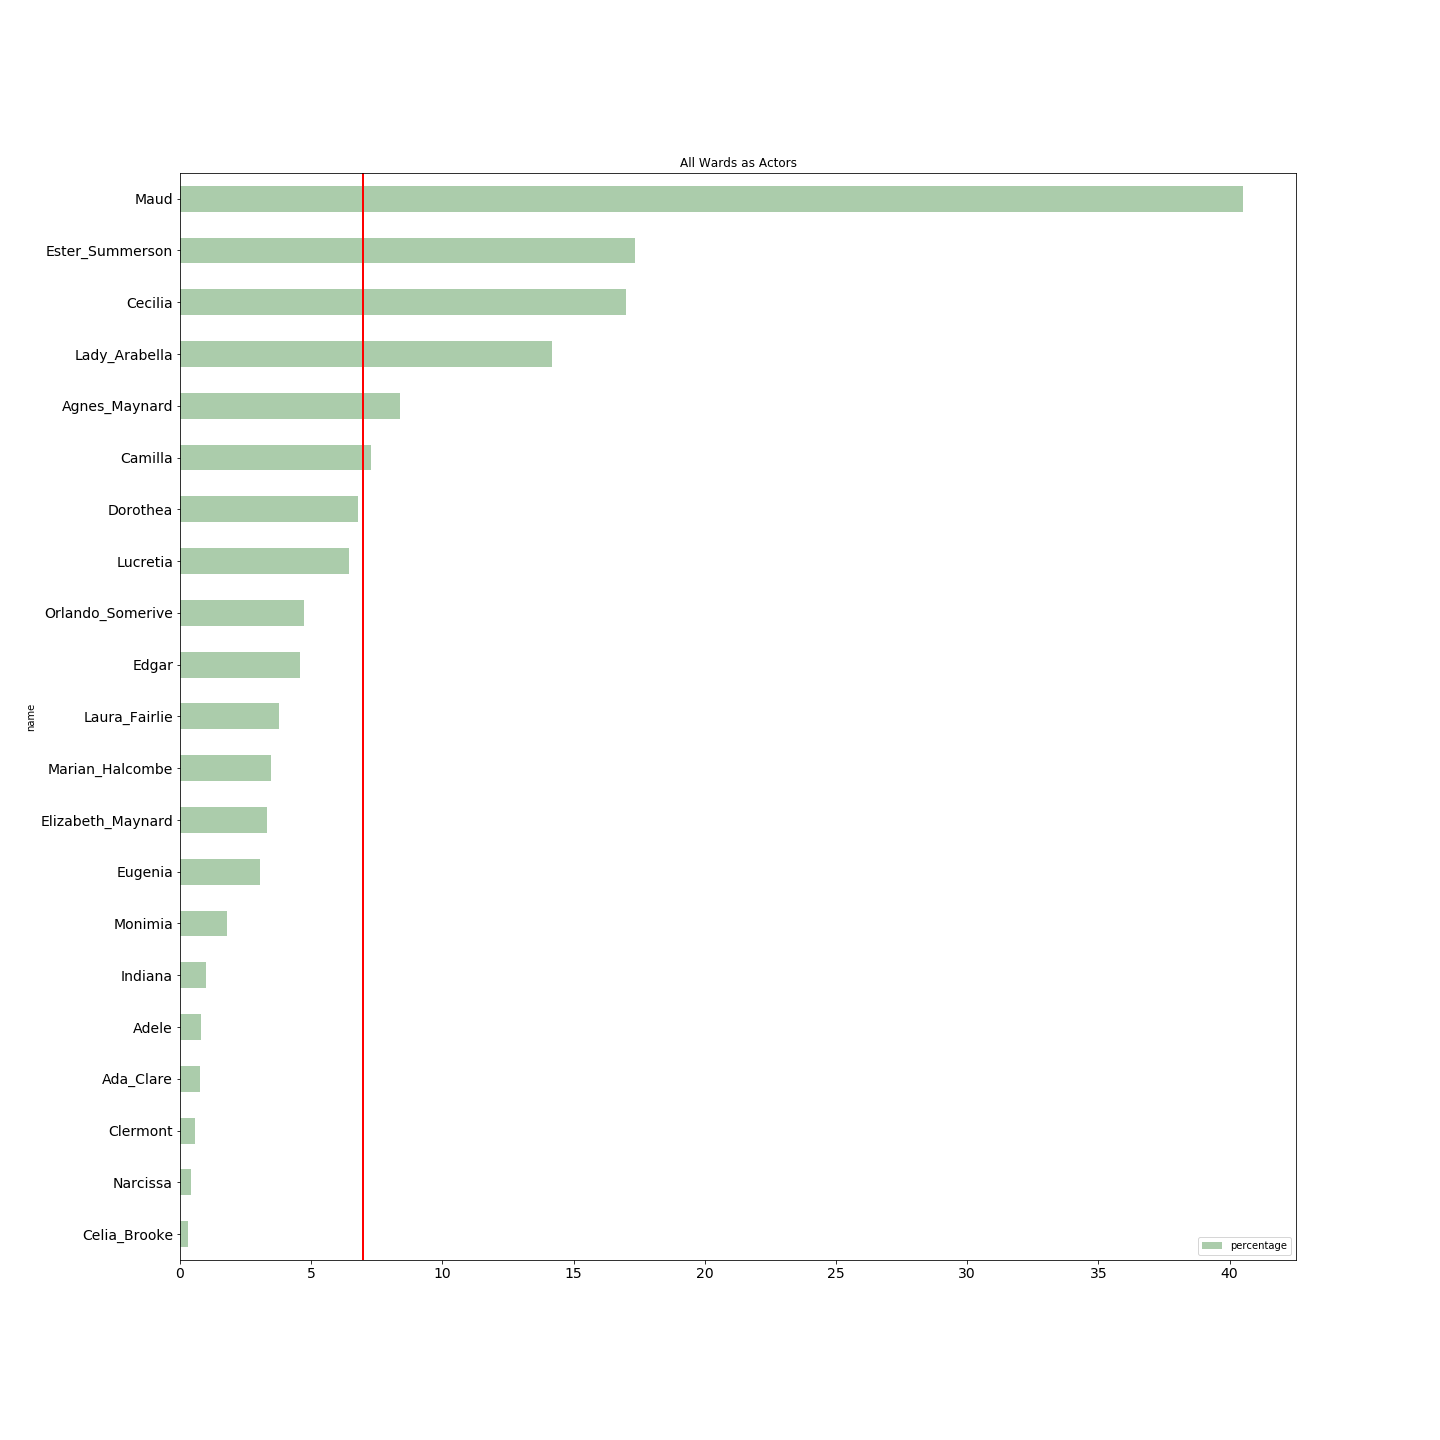 All Wards as Actors
Maud
Ester_Summerson
Cecilia
Lady_Arabella
Agnes_Maynard
Camilla
Dorothea
Lucretia
Orlando_Somerive
Edgar
Laura_Fairlie
name
Marian_Halcombe
Elizabeth_Maynard
Eugenia
Monimia
Indiana
Adele
Ada_Clare
Clermont
Narcissa
Celia_Brooke
percentage
0 5 10 15 20 25 30 35 40